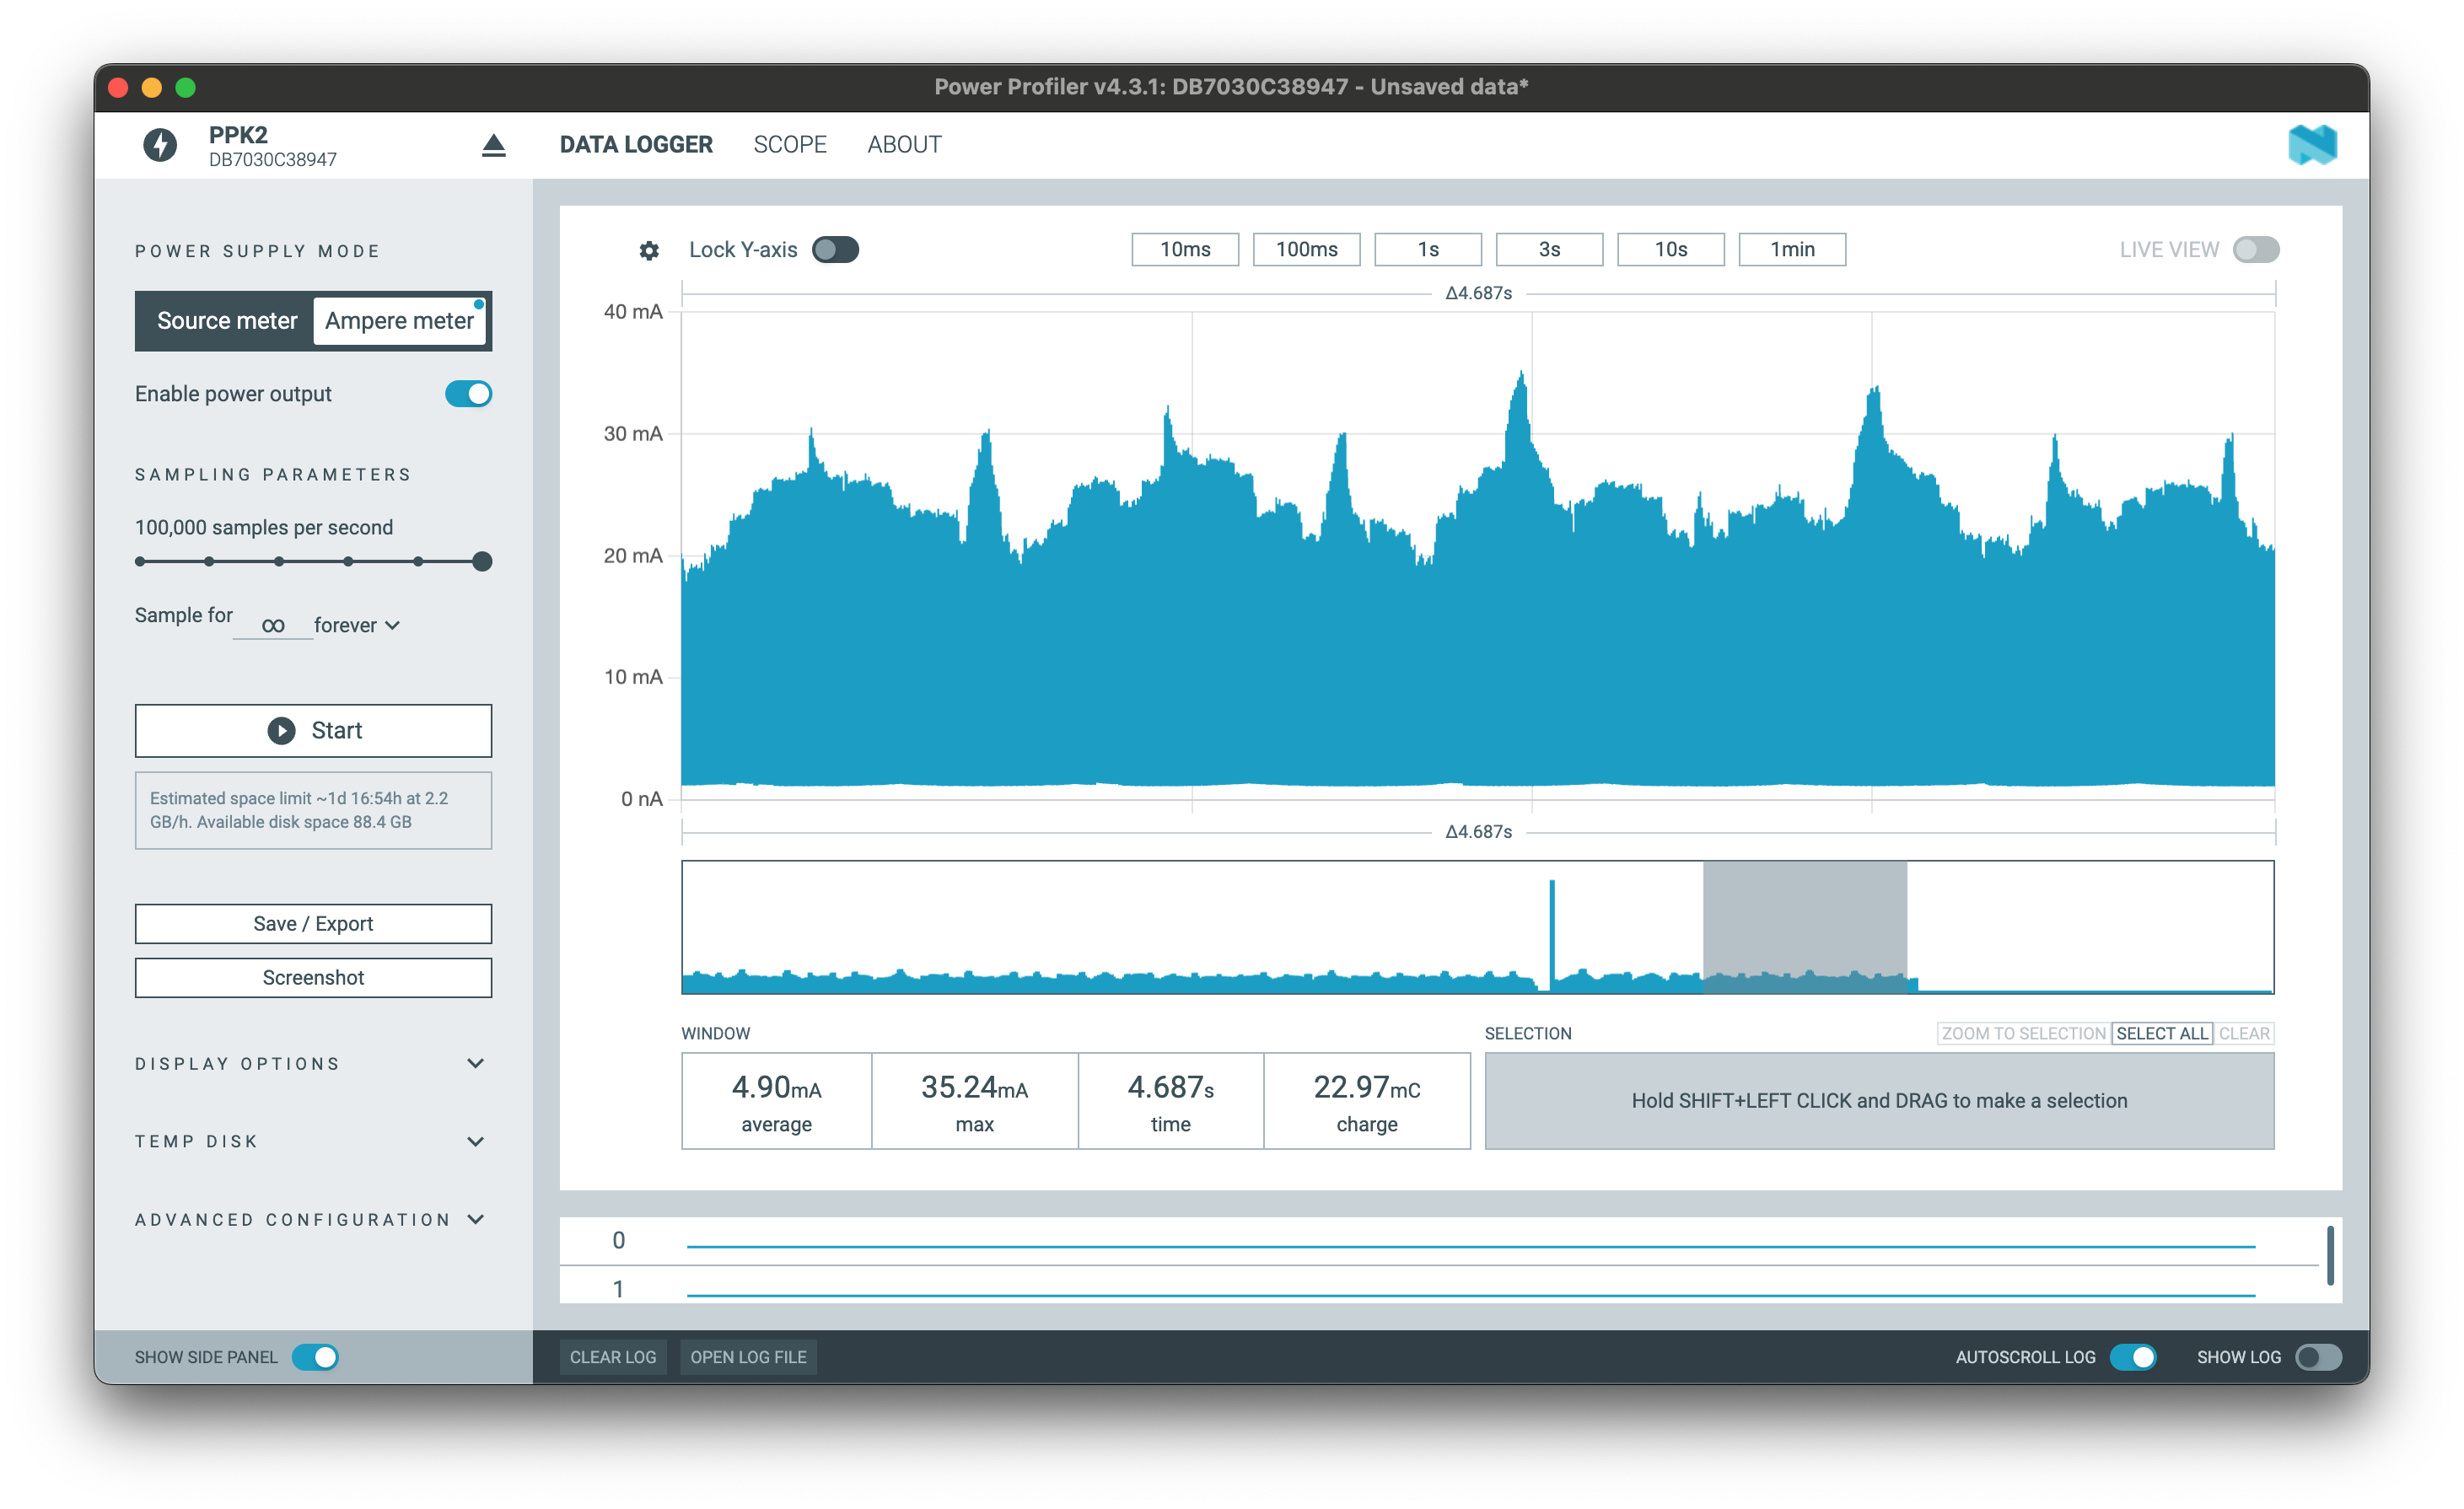 Power Profiler v4.3.1: DB7030C38947 - Unsaved data*
PPK2
DB7030C38947
DATA LOGGER
SCOPE
ABOUT
POWER SUPPLY MODE
Source meter
Ampere meter
Enable power output
SAMPLING PARAMETERS
100,000 samples per second
Sample for
∞
forever
Start
Estimated space limit ~1d 16:54h at 2.2
GB/h. Available disk space 88.4 GB
Save / Export
Screenshot
DISPLAY OPTIONS
TEMP DISK
ADVANCED CONFIGURATION
SHOW SIDE PANEL
Lock Y-axis
10ms
100ms
1s
3s
10s
1min
LIVE VIEW
Δ4.687s
40 mA
30 mA
20 mA
10 mA
0 nA
Δ4.687s
WINDOW
4.90mA
average
35.24mA
max
4.687s
time
22.97mC
charge
SELECTION
ZOOM TO SELECTION
SELECT ALL
CLEAR
Hold SHIFT+LEFT CLICK and DRAG to make a selection
0
1
CLEAR LOG
OPEN LOG FILE
AUTOSCROLL LOG
SHOW LOG